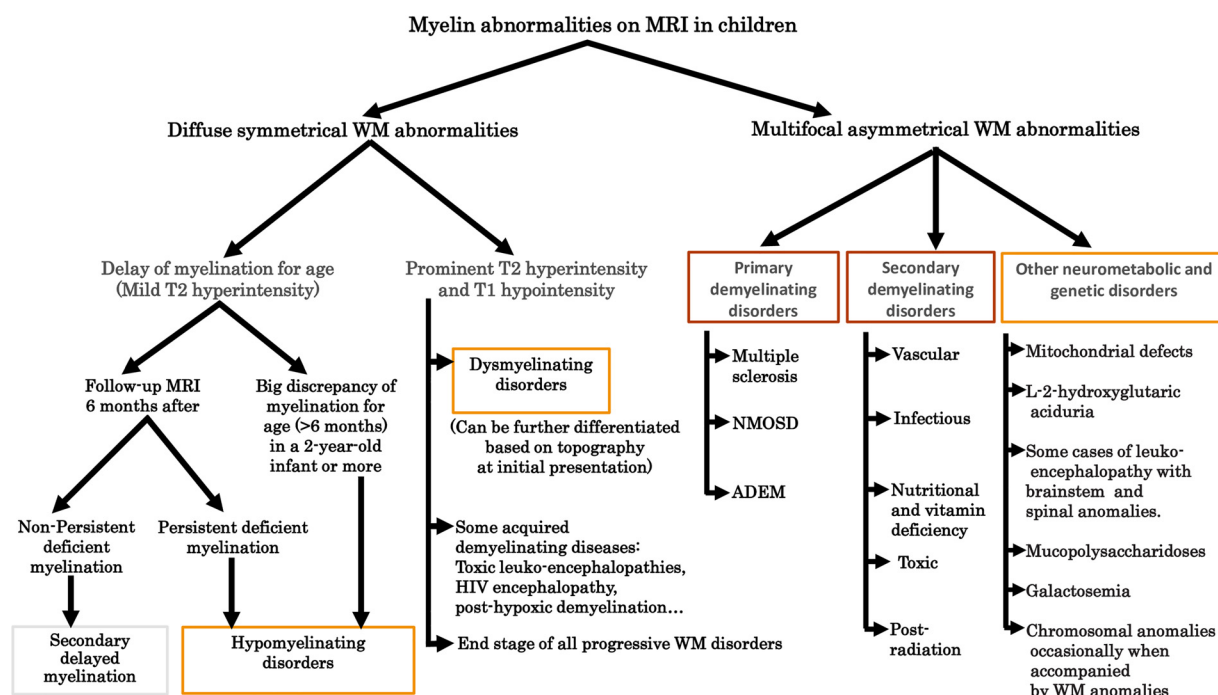 Myelin abnormalities on MRI in children
Diffuse symmetrical WM abnormalities
Multifocal asymmetrical WM abnormalities
Delay of myelination for age
(Mild T2 hyperintensity)
Prominent T2 hyperintensity
and T1 hypointensity
Primary
demyelinating
disorders
Secondary
demyelinating
disorders
Other neurometabolic and
genetic disorders
Follow-up MRI
6 months after
Big discrepancy of
myelination for
age (>6 months)
in a 2-year-old
infant or more
Dysmyelinating
disorders
(Can be further differentiated
based on topography
at initial presentation)
Multiple
sclerosis
NMOSD
ADEM
Vascular
Infectious
Nutritional
and vitamin
deficiency
Toxic
Post-
radiation
Mitochondrial defects
L-2-hydroxyglutaric
aciduria
Some cases of leuko-
encephalopathy with
brainstem and
spinal anomalies.
Mucopolysaccharidoses
Galactosemia
Chromosomal anomalies
occasionally when
accompanied
by WM anomalies
Non-Persistent
deficient
myelination
Persistent deficient
myelination
Some acquired
demyelinating diseases:
Toxic leuko-encephalopathies,
HIV encephalopathy,
post-hypoxic demyelination...
End stage of all progressive WM disorders
Secondary
delayed
myelination
Hypomyelinating
disorders